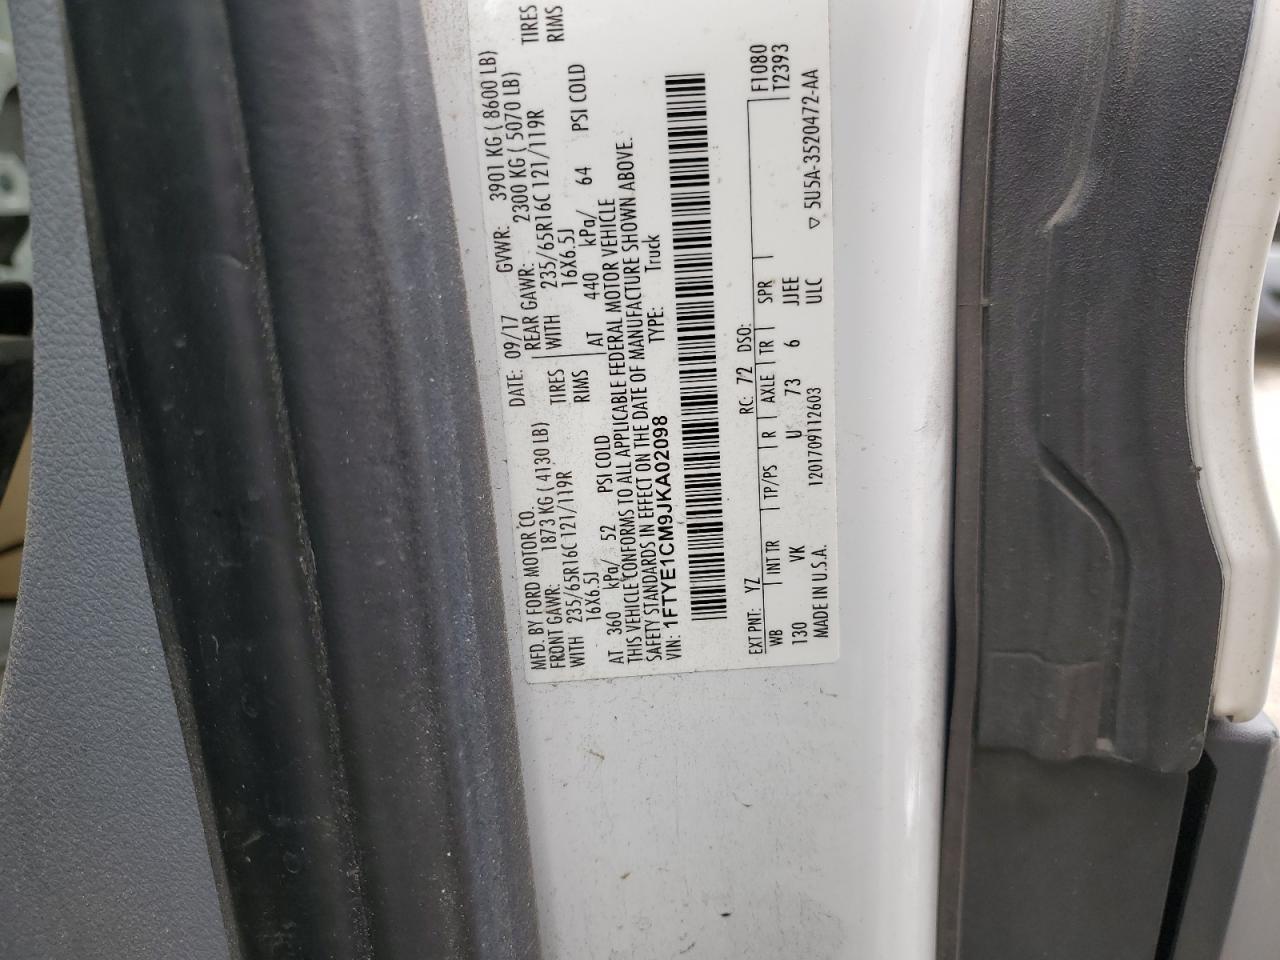 MFD. BY FORD MOTOR CO.
DATE: 09/17 GVWR: 3901 KG ( 8600 LB)
FRONT GAWR: 1873 KG ( 4130 LB) REAR GAWR: 2300 KG ( 5070 LB)
WITH 235/65R16C 121/119R TIRES WITH 235/65R16C 121/119R TIRES
16X6.5J RIMS 16X6.5J RIMS
AT 360 kPa/ 52 PSI COLD AT 440 kPa/ 64 PSI COLD
THIS VEHICLE CONFORMS TO ALL APPLICABLE FEDERAL MOTOR VEHICLE
SAFETY STANDARDS IN EFFECT ON THE DATE OF MANUFACTURE SHOWN ABOVE.
VIN: 1FTYE1CM9JKA02098 TYPE: Truck
EXT PNT: YZ RC: 72 DSO: F1080
WB INT TR TP/PS R AXLE TR SPR T2393
130 VK U 73 6 JJEE
MADE IN U.S.A. 1201709112603 ULC ▽ 5U5A-3520472-AA